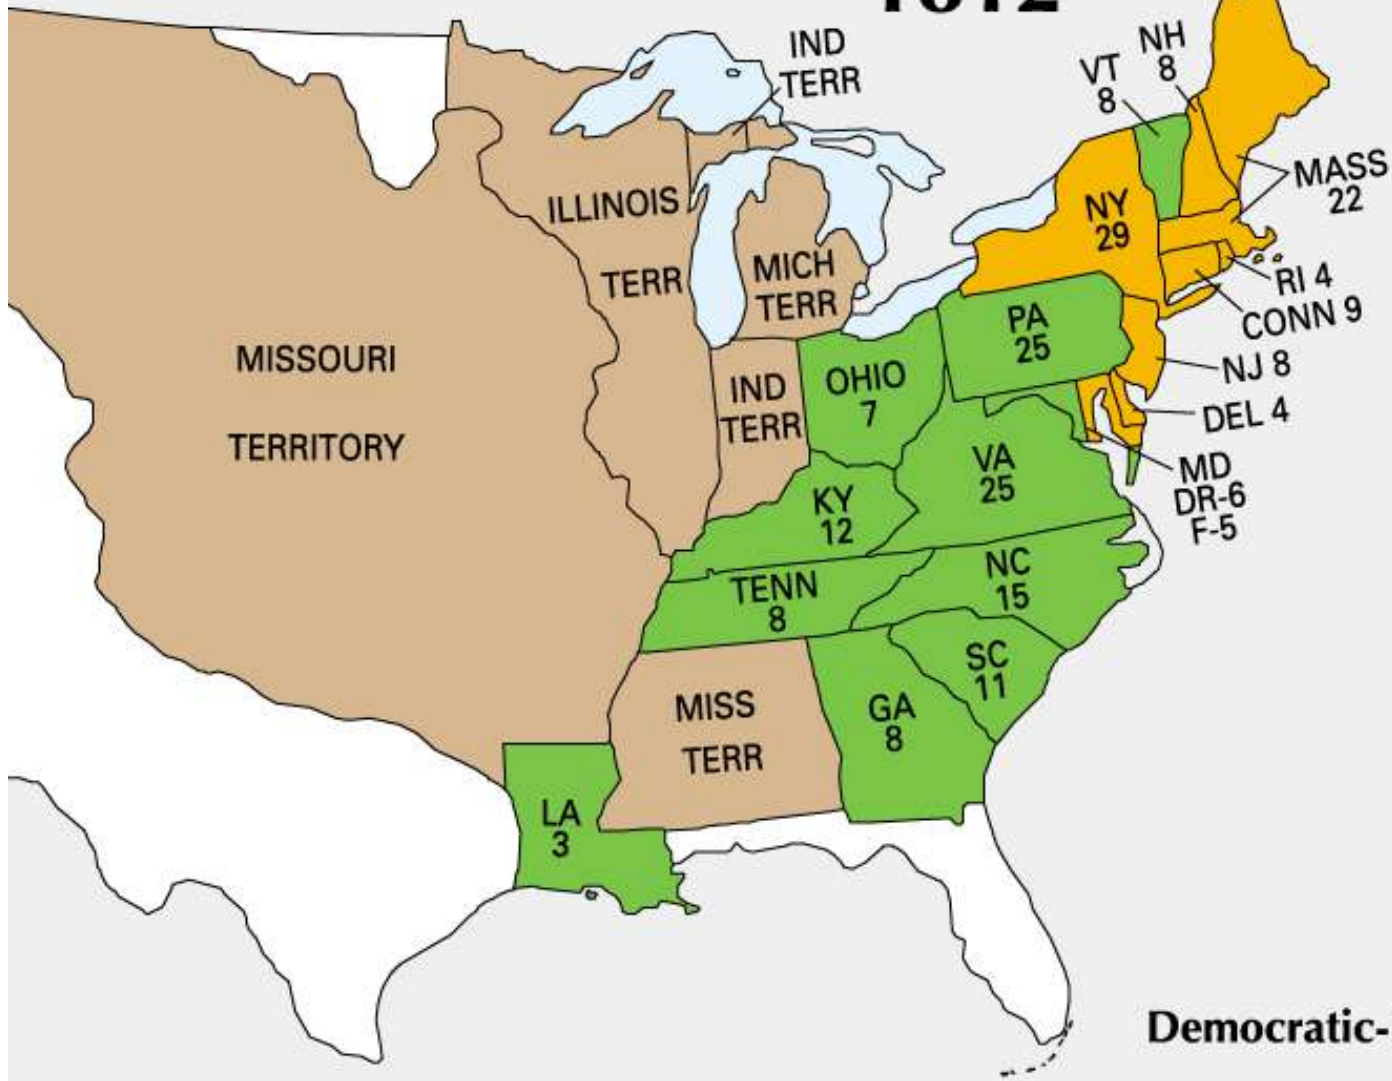 1812
IND
TERR
NH
8
VT
8
MASS
22
ILLINOIS
TERR
NY
29
MICH
TERR
RI 4
CONN 9
PA
25
NJ 8
MISSOURI
TERRITORY
IND
TERR
OHIO
7
DEL 4
VA
25
MD
DR-6
F-5
KY
12
TENN
8
NC
15
SC
11
MISS
TERR
GA
8
LA
3
Democratic-